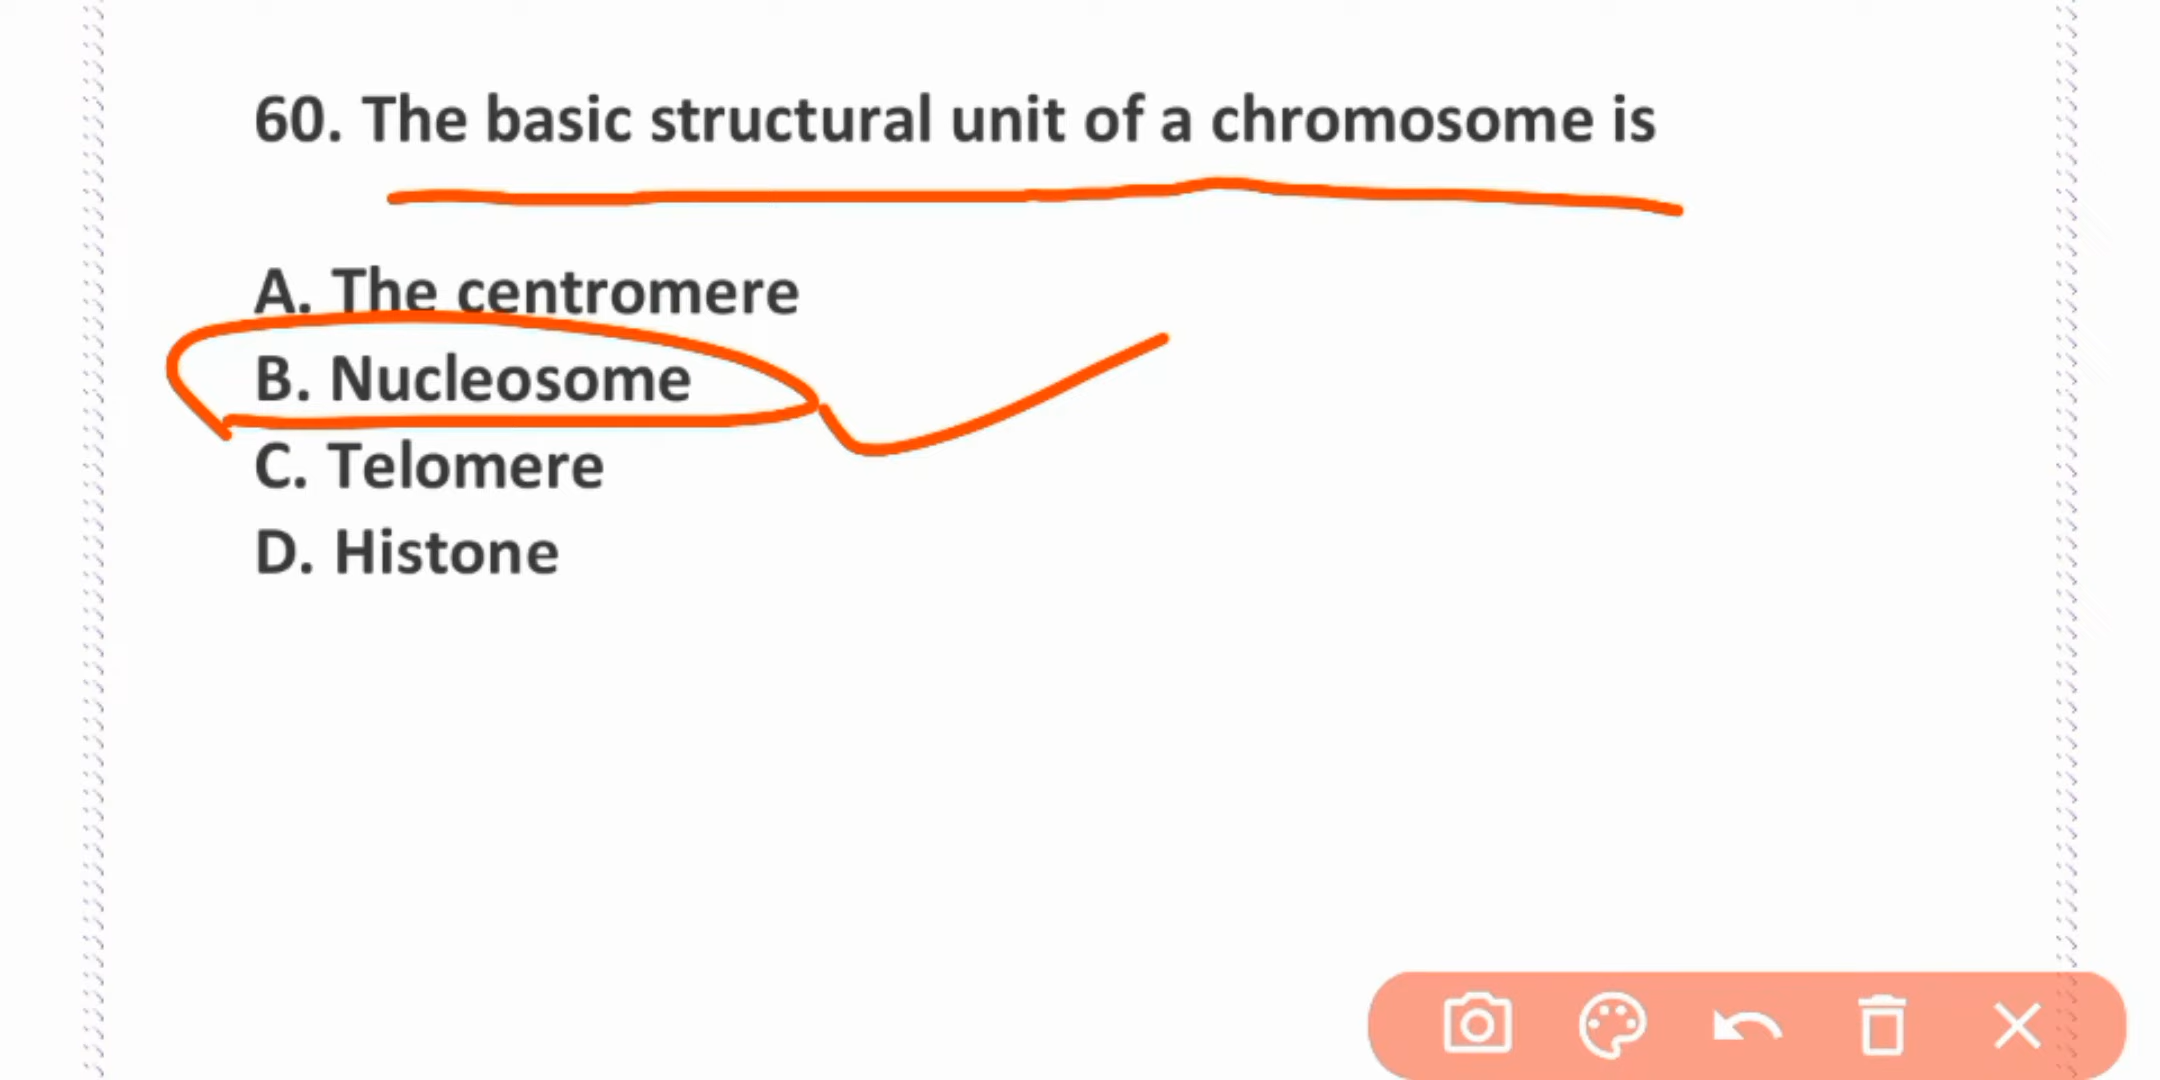 60. The basic structural unit of a chromosome is
A. The centromere
B. Nucleosome
C. Telomere
D. Histone